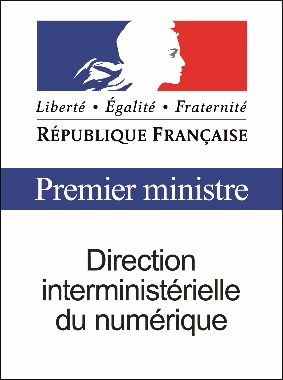 Liberté • Égalité • Fraternité
RÉPUBLIQUE FRANÇAISE
Premier ministre
Direction
interministérielle
du numérique